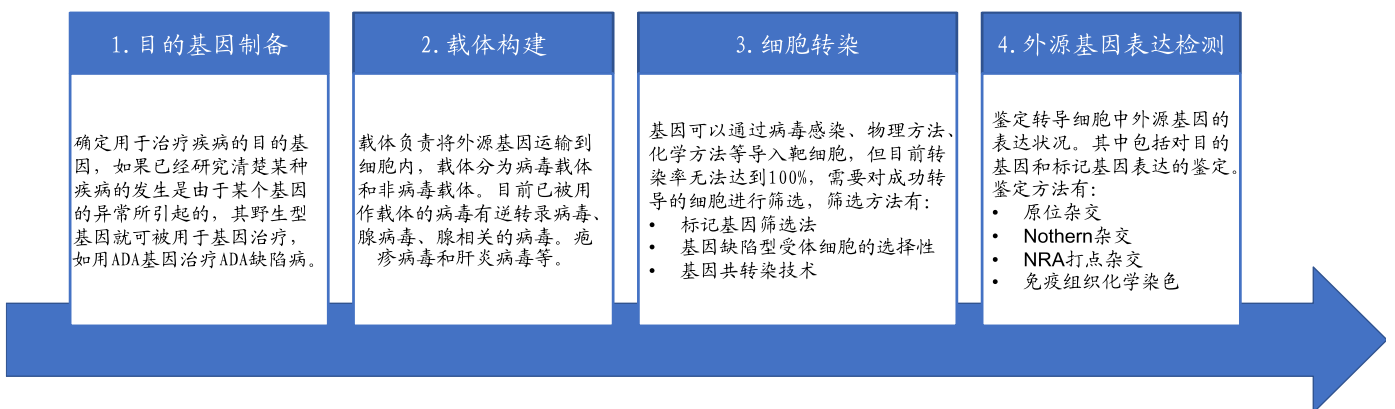 1.目的基因制备
确定用于治疗疾病的目的基
因，如果已经研究清楚某种
疾病的发生是由于某个基因
的异常所引起的，其野生型
基因就可被用于基因治疗，
如用ADA基因治疗ADA缺陷病。
2.载体构建
载体负责将外源基因运输到
细胞内，载体分为病毒载体
和非病毒载体。目前已被用
作载体的病毒有逆转录病毒、
腺病毒、腺相关的病毒。疱
疹病毒和肝炎病毒等。
3.细胞转染
基因可以通过病毒感染、物理方法、
化学方法等导入靶细胞，但目前转
染率无法达到100%，需要对成功转
导的细胞进行筛选，筛选方法有：
• 标记基因筛选法
• 基因缺陷型受体细胞的选择性
• 基因共转染技术
4.外源基因表达检测
鉴定转导细胞中外源基因的
表达状况。其中包括对目的
基因和标记基因表达的鉴定。
鉴定方法有：
• 原位杂交
• Nothern杂交
• NRA打点杂交
• 免疫组织化学染色